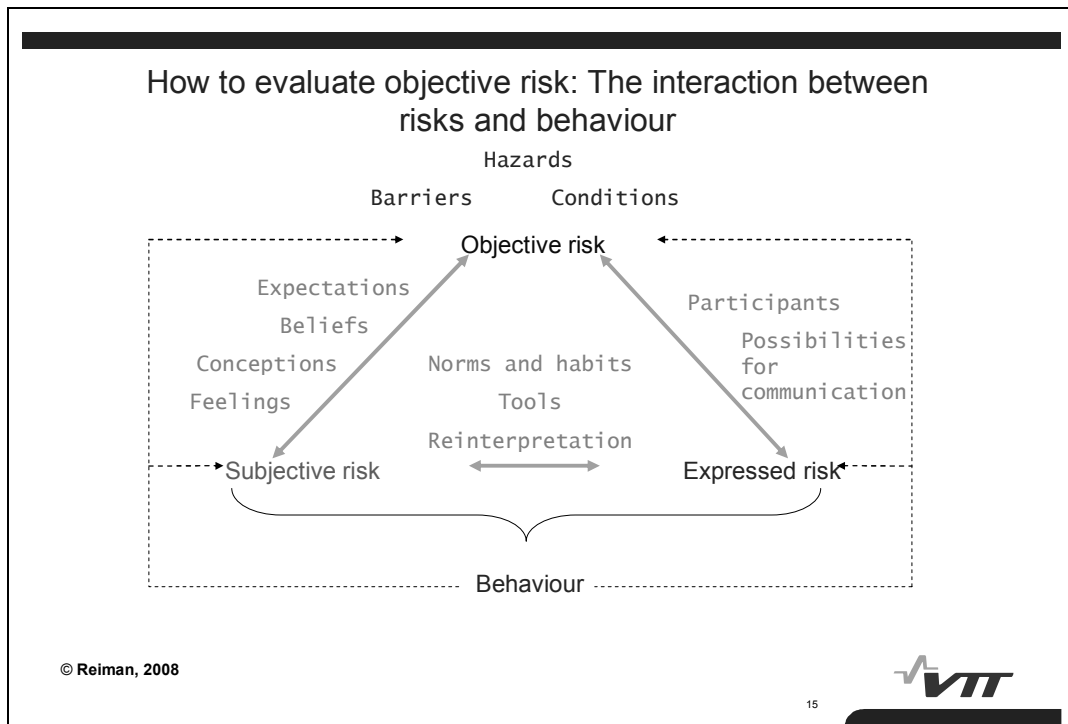 How to evaluate objective risk: The interaction between
risks and behaviour
Hazards
Barriers Conditions
Objective risk
Expectations
Participants
Beliefs
Possibilities
for
communication
Conceptions
Norms and habits
Feelings
Tools
Reinterpretation
Subjective risk
Expressed risk
Behaviour
© Reiman, 2008
VTT
15